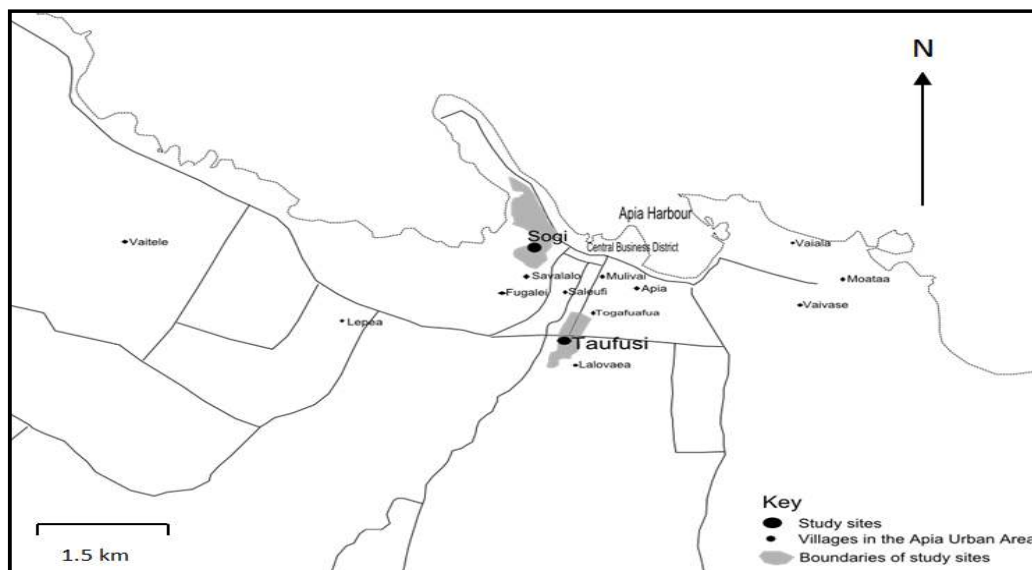 N
Apia Harbour
Sogi
Central Business District
Vaiala
Vaitele
Savalalo
Mulivai
Moataa
Fugalei
Saleufi
Apia
Vaivase
Togafuafua
Lepea
Taufusi
Lalovaea
Key
Study sites
Villages in the Apia Urban Area
Boundaries of study sites
1.5 km